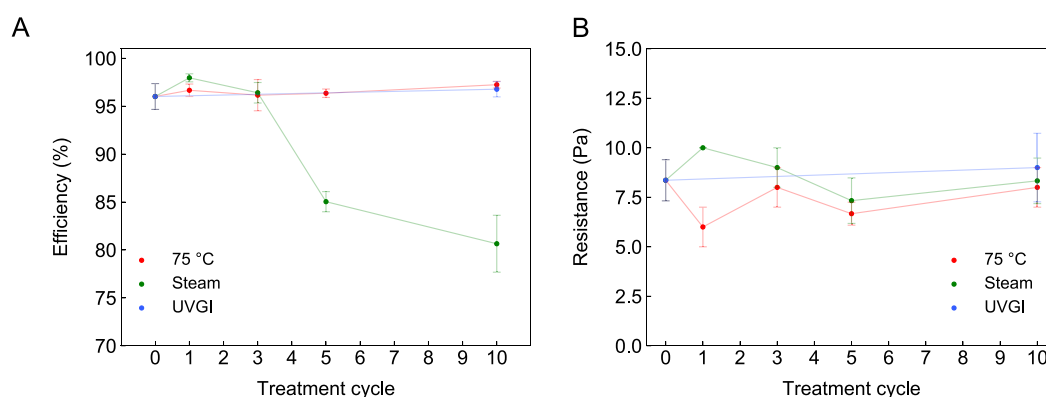 A
100
95
90
85
80
75
70
Efficiency (%)
75 °C
Steam
UVGI
0 1 2 3 4 5 6 7 8 9 10
Treatment cycle
B
15.0
12.5
10.0
7.5
5.0
2.5
0.0
Resistance (Pa)
75 °C
Steam
UVGI
0 1 2 3 4 5 6 7 8 9 10
Treatment cycle